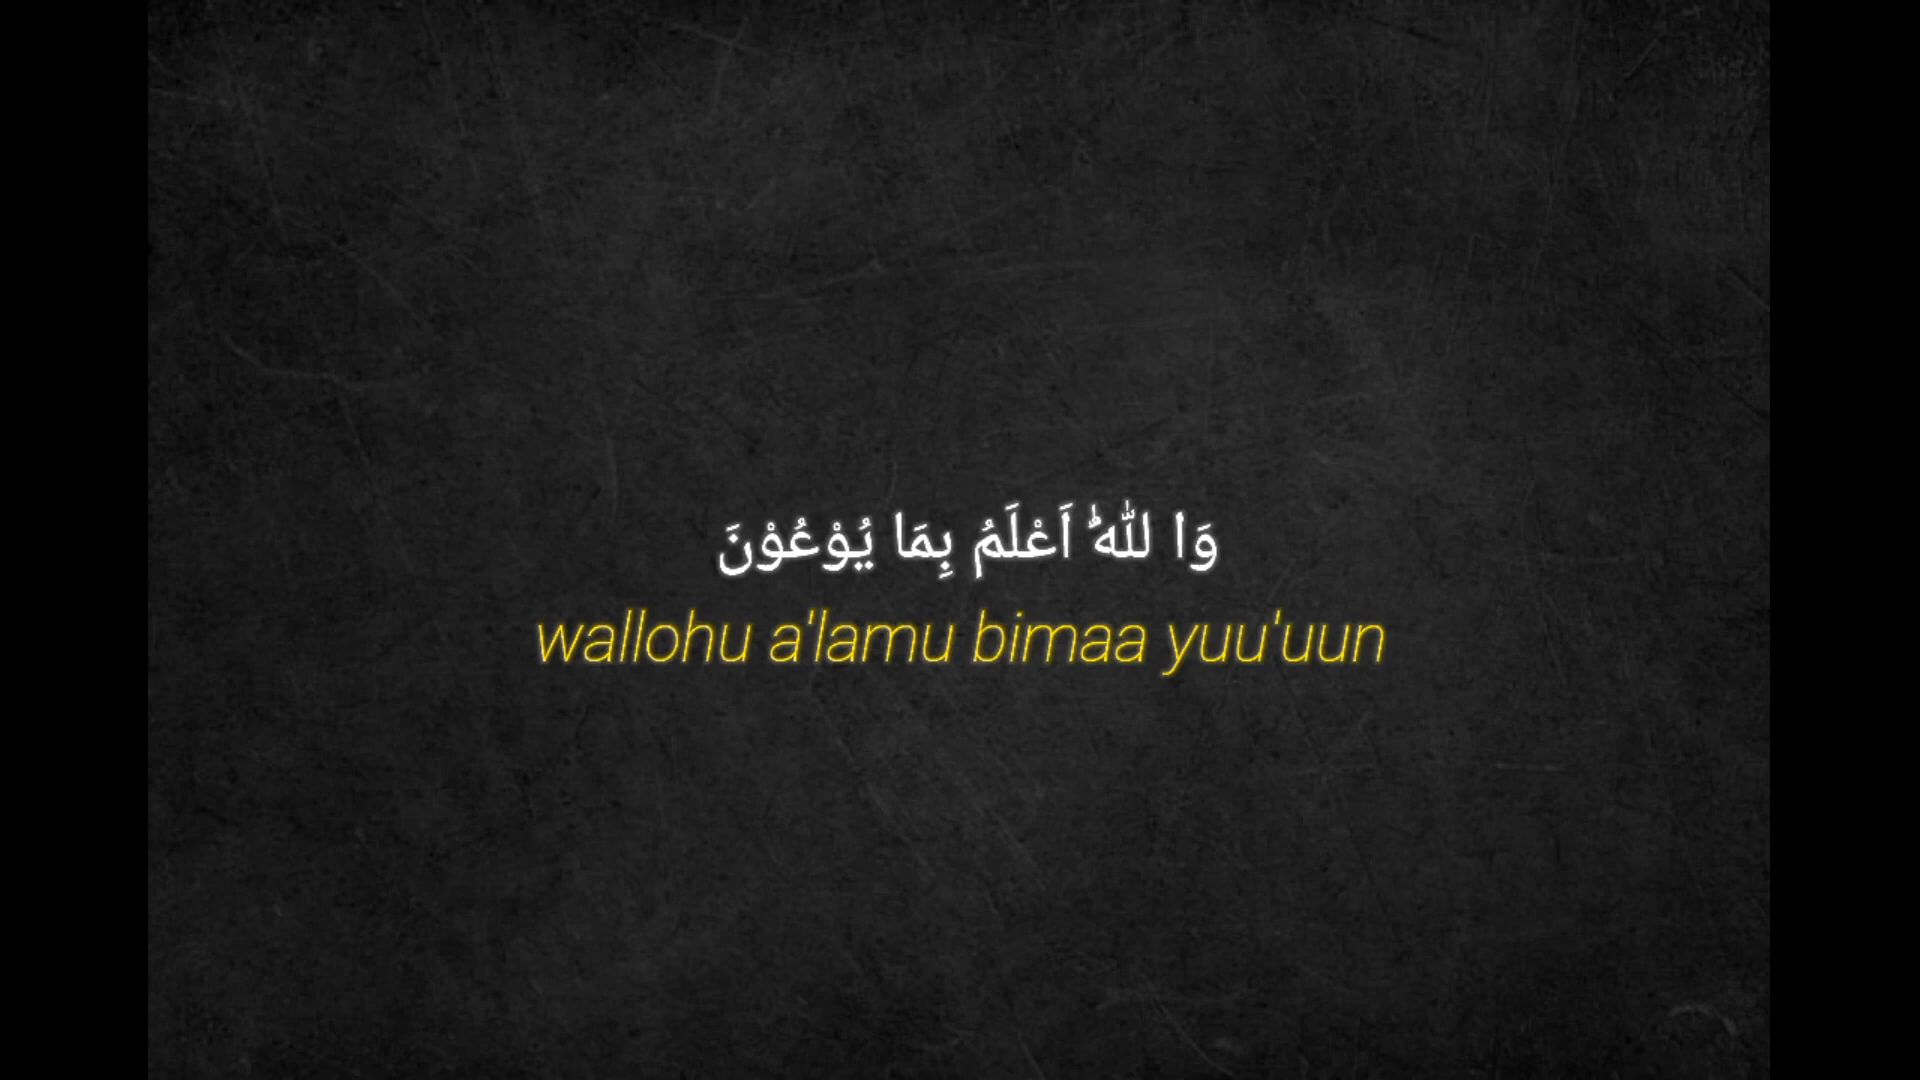 وَا للّٰهُ اَعْلَمُ بِمَا يُوْعُوْنَ
wallohu a'lamu bimaa yuu'uun